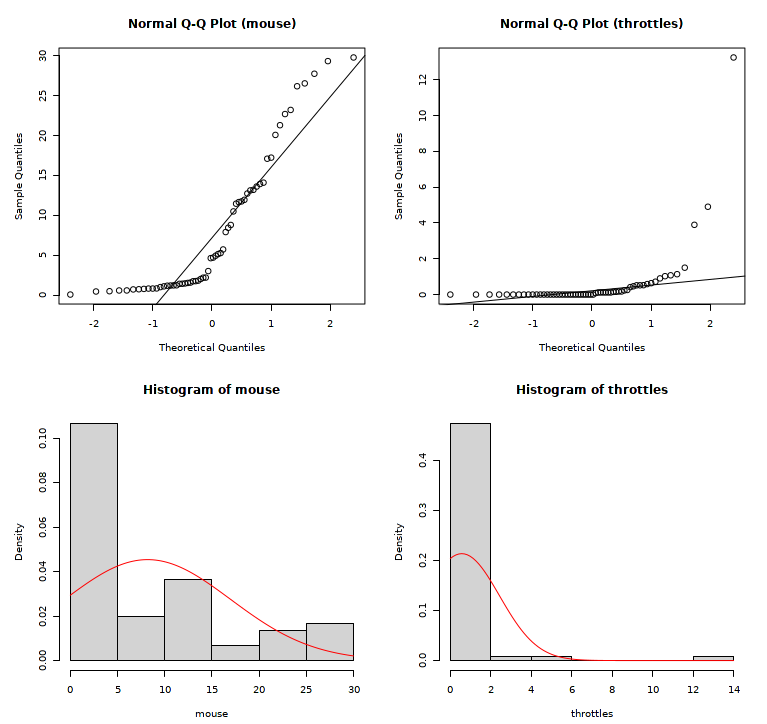 Normal Q-Q Plot (mouse)
Sample Quantiles
0 5 10 15 20 25 30
-2 -1 0 1 2
Theoretical Quantiles
Normal Q-Q Plot (throttles)
Sample Quantiles
0 2 4 6 8 10 12
-2 -1 0 1 2
Theoretical Quantiles
Histogram of mouse
Density
0.00 0.02 0.04 0.06 0.08 0.10
0 5 10 15 20 25 30
mouse
Histogram of throttles
Density
0.0 0.1 0.2 0.3 0.4
0 2 4 6 8 10 12 14
throttles